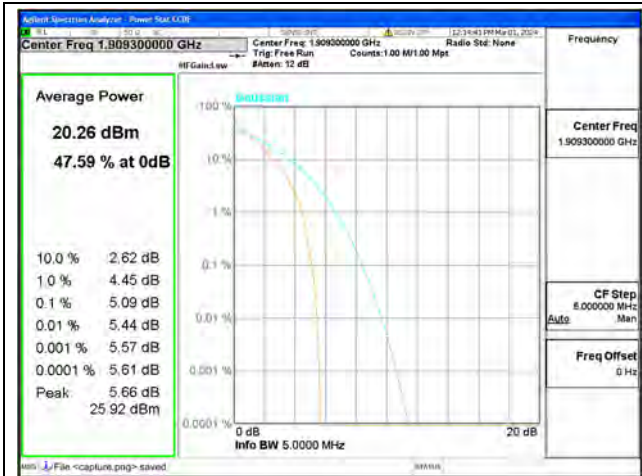 Agilent Spectrum Analyzer - Power Stat CCDF
Center Freq 1.909300000 GHz
Center Freq: 1.909300000 GHz
Trig: Free Run
Counts:1.00 M/1.00 Mpt
#IFGain:Low
#Atten: 12 dB
12:14:41 PM Mar 01, 2024
Radio Std: None
Frequency
Average Power
20.26 dBm
47.59 % at 0dB
10.0 % 2.62 dB
1.0 % 4.45 dB
0.1 % 5.09 dB
0.01 % 5.44 dB
0.001 % 5.57 dB
0.0001 % 5.61 dB
Peak 5.66 dB
25.92 dBm
Gaussian
100 %
10 %
1 %
0.1 %
0.01 %
0.001 %
0.0001 %
0 dB
20 dB
Info BW 5.0000 MHz
Center Freq
1.909300000 GHz
CF Step
5.000000 MHz
Auto Man
Freq Offset
0 Hz
MSG File <capture.png> saved
STATUS